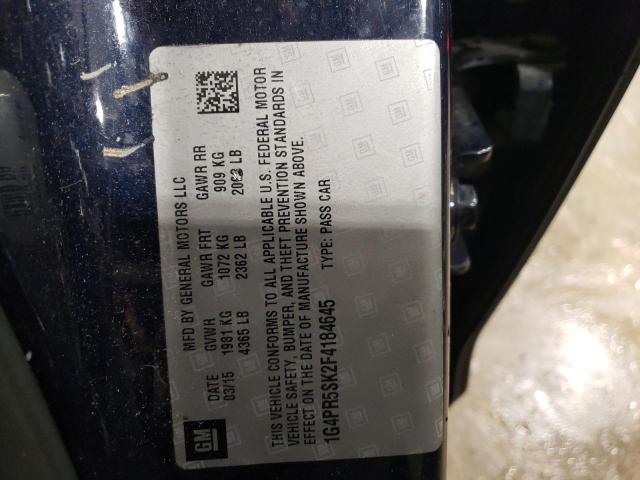 MFD BY GENERAL MOTORS LLC
DATE GVWR GAWR FRT GAWR RR
03/15 1981 KG 1072 KG 909 KG
4365 LB 2362 LB LB
THIS VEHICLE CONFORMS TO ALL APPLICABLE U.S. FEDERAL MOTOR
VEHICLE SAFETY, BUMPER, AND THEFT PREVENTION STANDARDS IN
EFFECT ON THE DATE OF MANUFACTURE SHOWN ABOVE.
1G4PR5SK2F4184645 TYPE: PASS CAR
GM